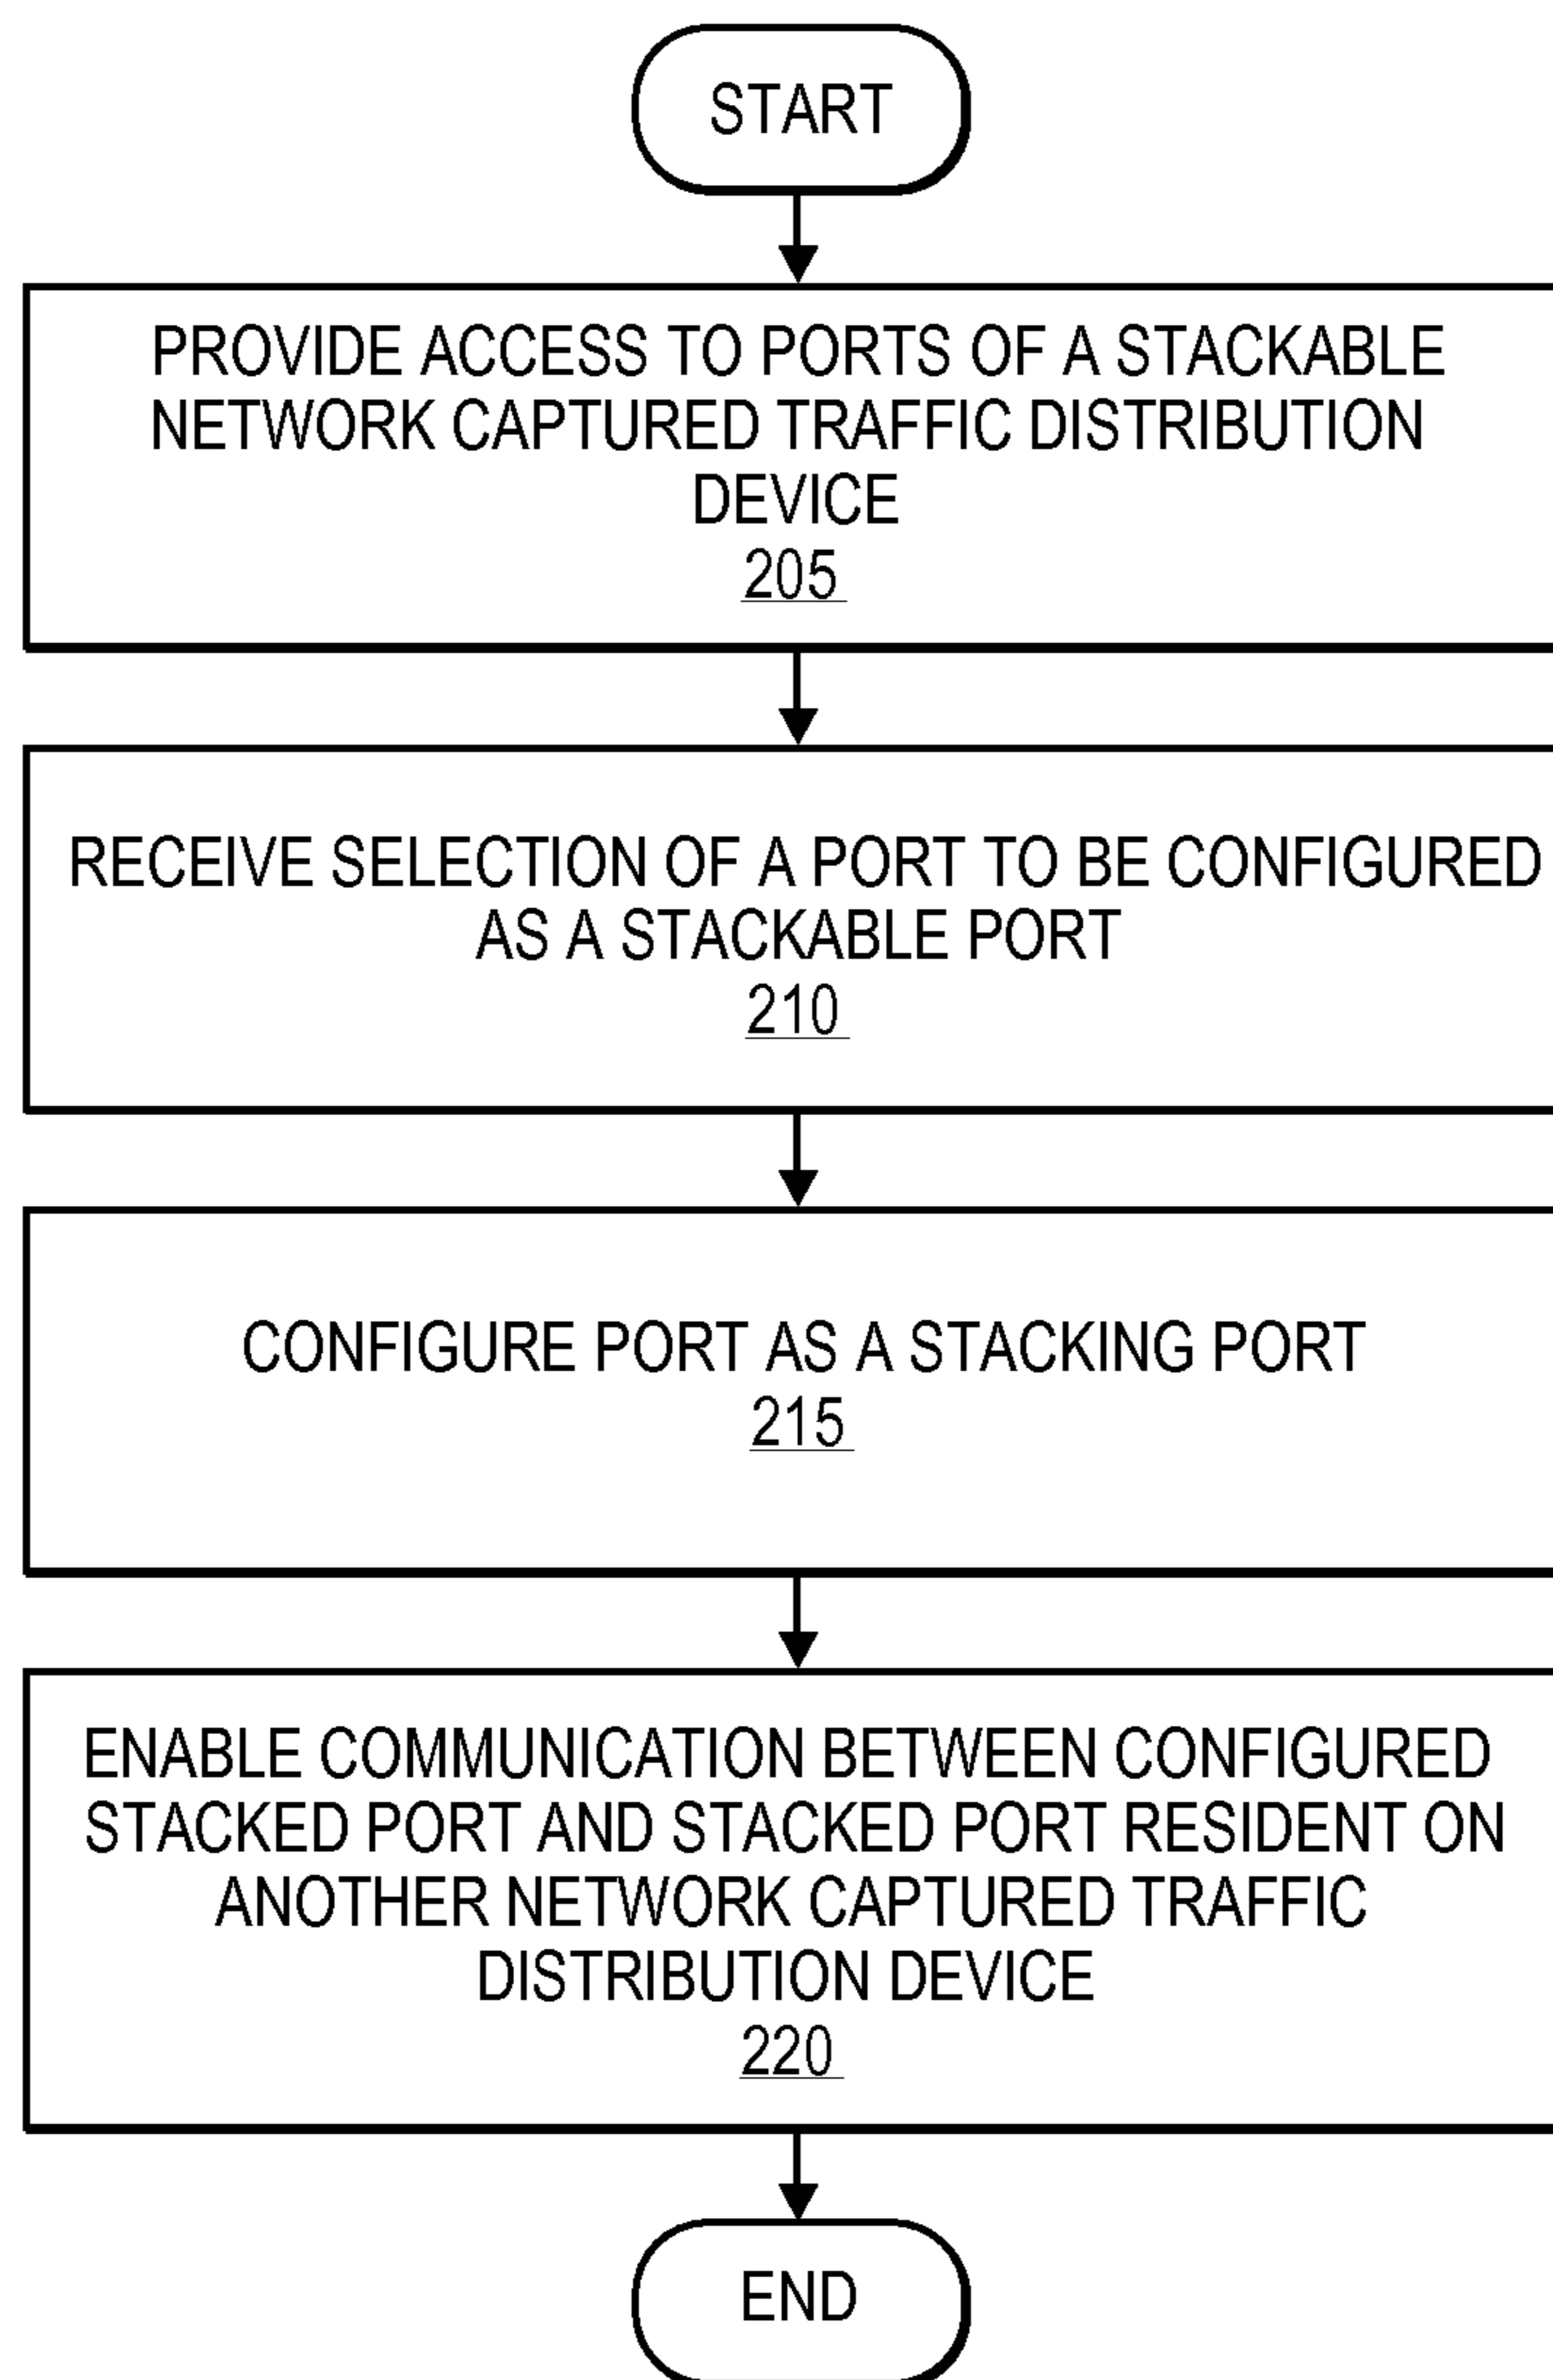 START
PROVIDE ACCESS TO PORTS OF A STACKABLE
NETWORK CAPTURED TRAFFIC DISTRIBUTION
DEVICE
205
RECEIVE SELECTION OF A PORT TO BE CONFIGURED
AS A STACKABLE PORT
210
CONFIGURE PORT AS A STACKING PORT
215
ENABLE COMMUNICATION BETWEEN CONFIGURED
STACKED PORT AND STACKED PORT RESIDENT ON
ANOTHER NETWORK CAPTURED TRAFFIC
DISTRIBUTION DEVICE
220
END